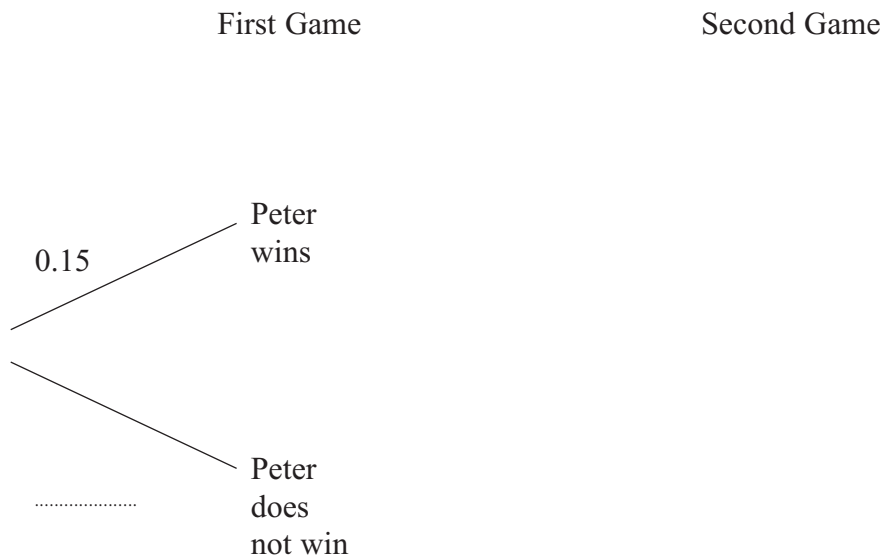 First Game
Second Game
Peter
wins
0.15
Peter
does
not win